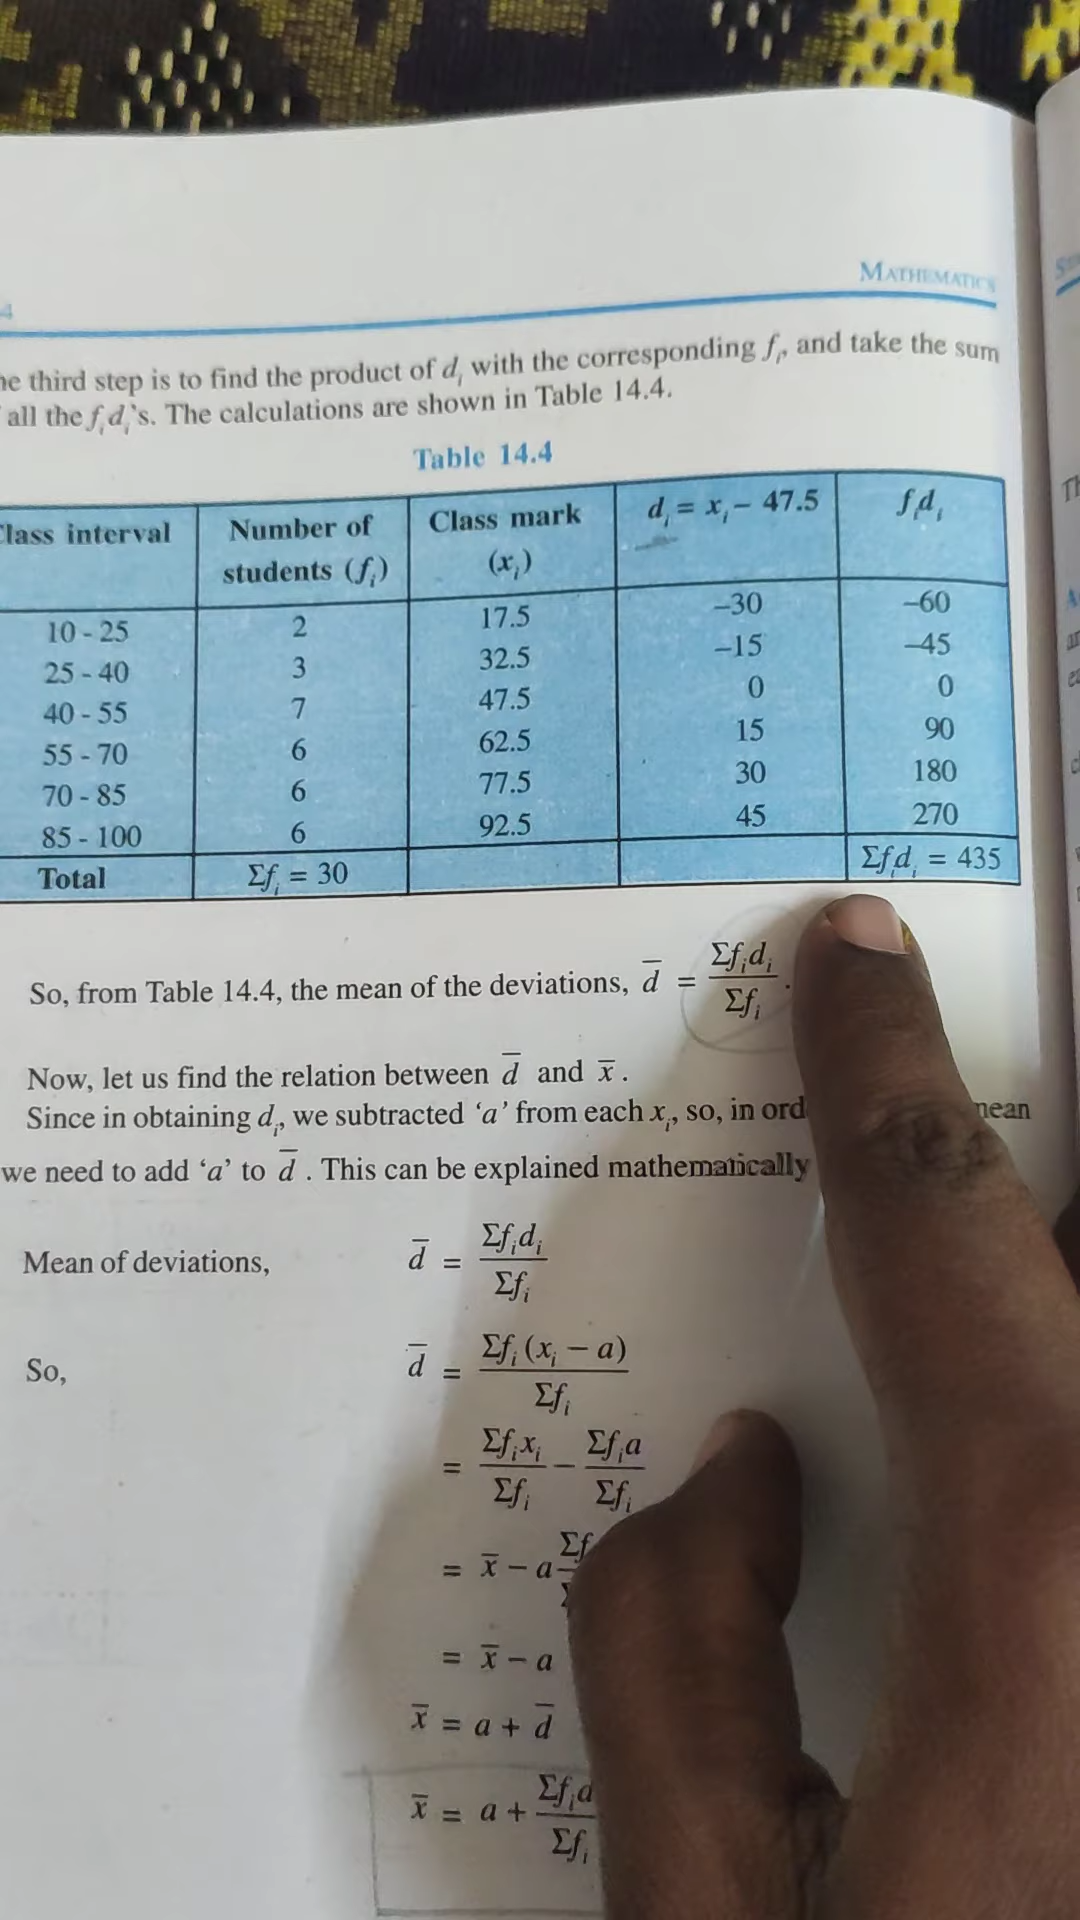 4
MATHEMATICS
he third step is to find the product of dᵢ with the corresponding fᵢ, and take the sum
all the fᵢdᵢ's. The calculations are shown in Table 14.4.
Table 14.4
Class interval Number of students (fᵢ) Class mark (xᵢ) dᵢ = xᵢ – 47.5 fᵢdᵢ
10 - 25 2 17.5 –30 –60
25 - 40 3 32.5 –15 –45
40 - 55 7 47.5 0 0
55 - 70 6 62.5 15 90
70 - 85 6 77.5 30 180
85 - 100 6 92.5 45 270
Total Σfᵢ = 30 Σfᵢdᵢ = 435
So, from Table 14.4, the mean of the deviations, d̅ = Σfᵢdᵢ / Σfᵢ .
Now, let us find the relation between d̅ and x̅ .
Since in obtaining dᵢ, we subtracted ‘a’ from each xᵢ, so, in ord mean
we need to add ‘a’ to d̅ . This can be explained mathematically
Mean of deviations, d̅ = Σfᵢdᵢ / Σfᵢ
So, d̅ = Σfᵢ (xᵢ – a) / Σfᵢ
= Σfᵢxᵢ / Σfᵢ – Σfᵢa / Σfᵢ
= x̅ – a Σf
= x̅ – a
x̅ = a + d̅
x̅ = a + Σfᵢd / Σfᵢ